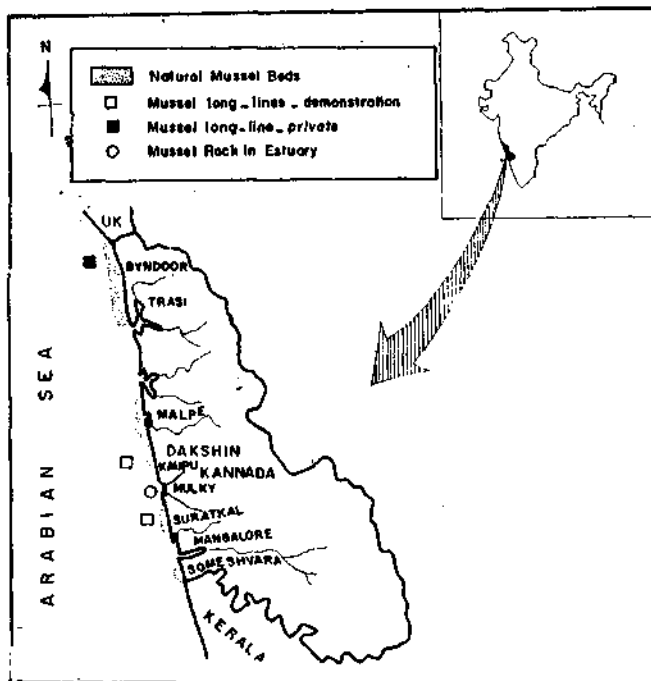 N
Natural Mussel Beds
Mussel long-lines-demonstration
Mussel long-line-private
Mussel Rock in Estuary
UK
BYNDOOR
TRASI
MALPE
DAKSHIN
KANNADA
KAUPU
MULKY
SURATKAL
MANGALORE
SOMESHVARA
KERALA
ARABIAN SEA